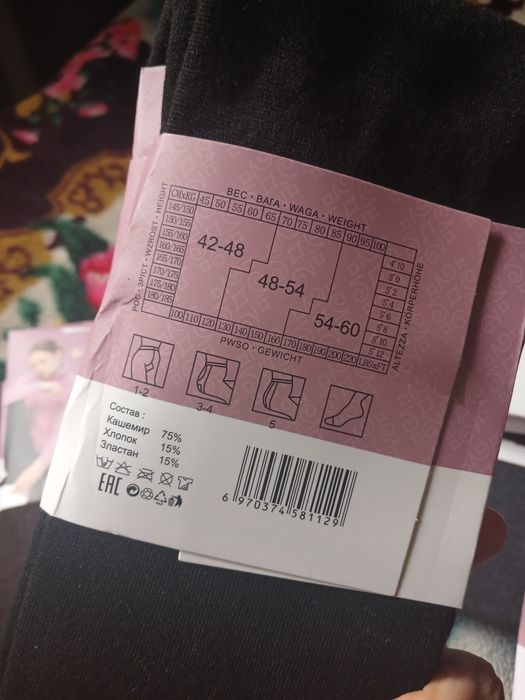 ВЕС • ВАГА • WAGA • WEIGHT
CMxKG 45 50 55 60 65 70 75 80 85 90 95 100
РОСТ • ЗРІСТ • WZROST • HEIGHT
145/150
150/155
155/160
160/165
165/170
170/175
175/180
180/185
42-48
48-54
54-60
4' 10
5' 0
5' 2
5' 4
5' 6
5' 8
5' 10
5' 12
ALTEZZA • KÖRPERHÖHE
100 110 120 130 140 150 160 170 180 190 200 220 LBSxFT
PWSO • GEWICHT
1-2
3-4
5
Состав :
Кашемир 75%
Хлопок 15%
Эластан 15%
EAC
6 970374 581129